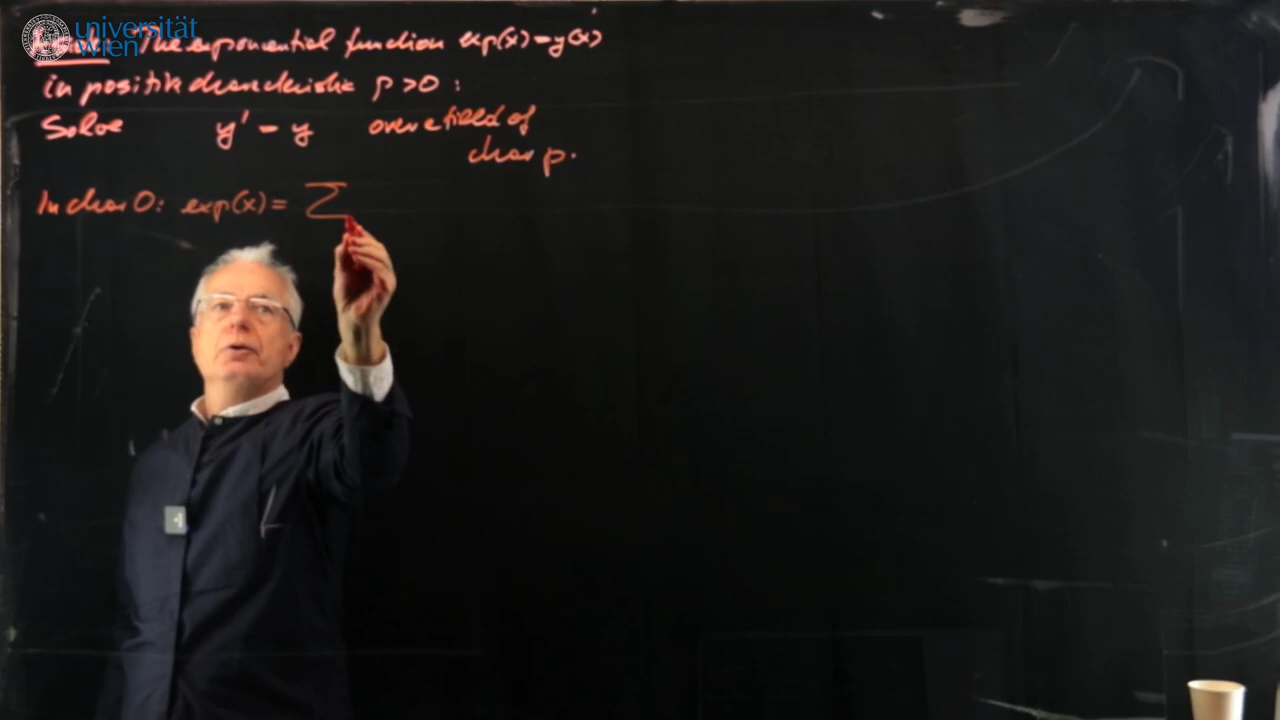 universität
wien
The exponential function exp(x)=y(x)
in positive characteristic p>0:
Solve y' = y over a field of
char p.
In char 0: exp(x) = Σ